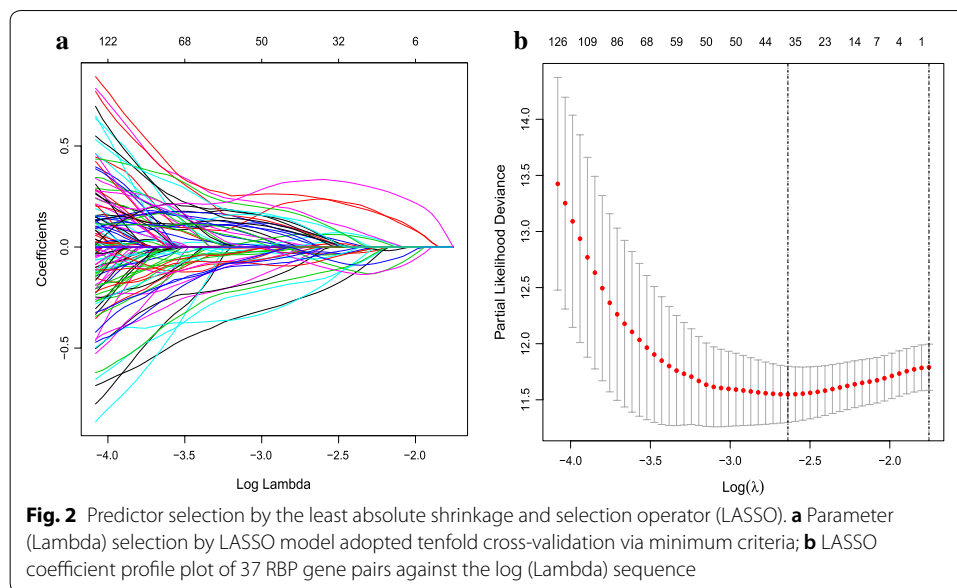 a
122 68 50 32 6
Coefficients
0.5
0.0
−0.5
−4.0 −3.5 −3.0 −2.5 −2.0
Log Lambda
b
126 109 86 68 59 50 50 44 35 23 14 7 4 1
Partial Likelihood Deviance
14.0
13.5
13.0
12.5
12.0
11.5
−4.0 −3.5 −3.0 −2.5 −2.0
Log(λ)
Fig. 2 Predictor selection by the least absolute shrinkage and selection operator (LASSO). a Parameter
(Lambda) selection by LASSO model adopted tenfold cross-validation via minimum criteria; b LASSO
coefficient profile plot of 37 RBP gene pairs against the log (Lambda) sequence